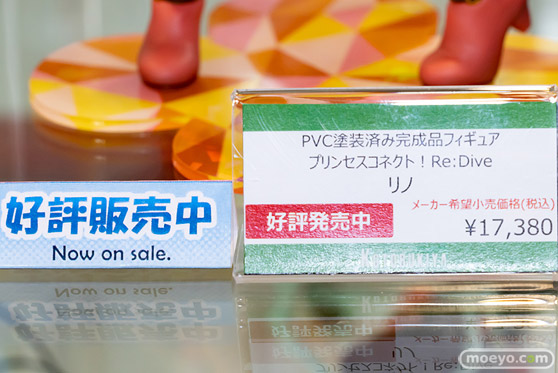 PVC塗装済み完成品フィギュア
プリンセスコネクト！Re:Dive
リノ
メーカー希望小売価格(税込)
好評発売中
¥17,380
KOTOBUKIYA
好評販売中
Now on sale.
moeyo.com